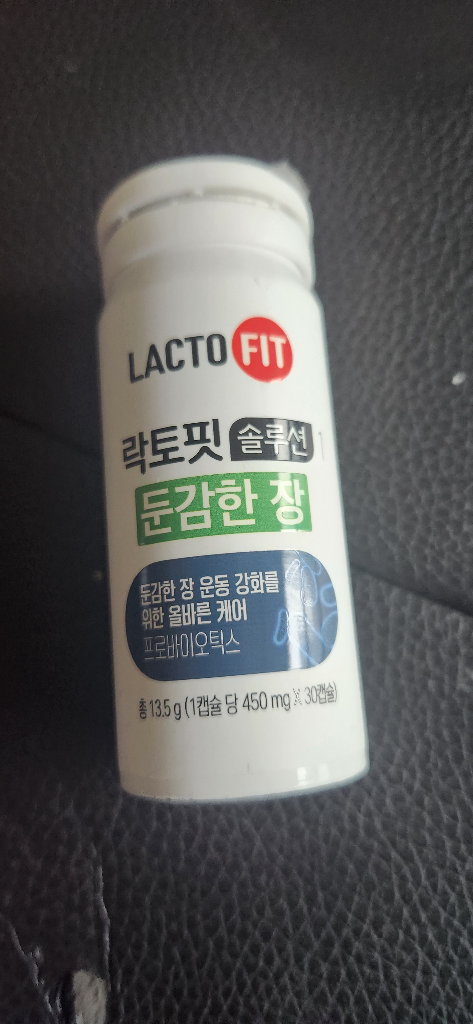 LACTO FIT
락토핏 솔루션 1
둔감한 장
둔감한 장 운동 강화를
위한 올바른 케어
프로바이오틱스
총 13.5 g (1캡슐 당 450 mg X 30캡슐)